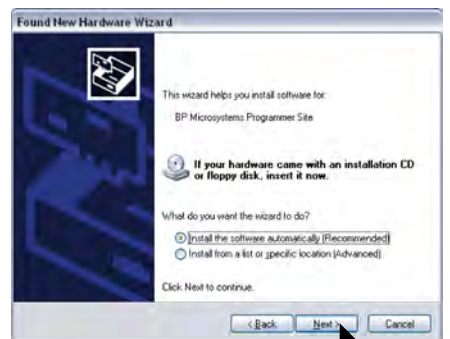 Found New Hardware Wizard
This wizard helps you install software for:
BP Microsystems Programmer Site
If your hardware came with an installation CD
or floppy disk, insert it now.
What do you want the wizard to do?
Install the software automatically (Recommended)
Install from a list or specific location (Advanced)
Click Next to continue.
< Back Next > Cancel